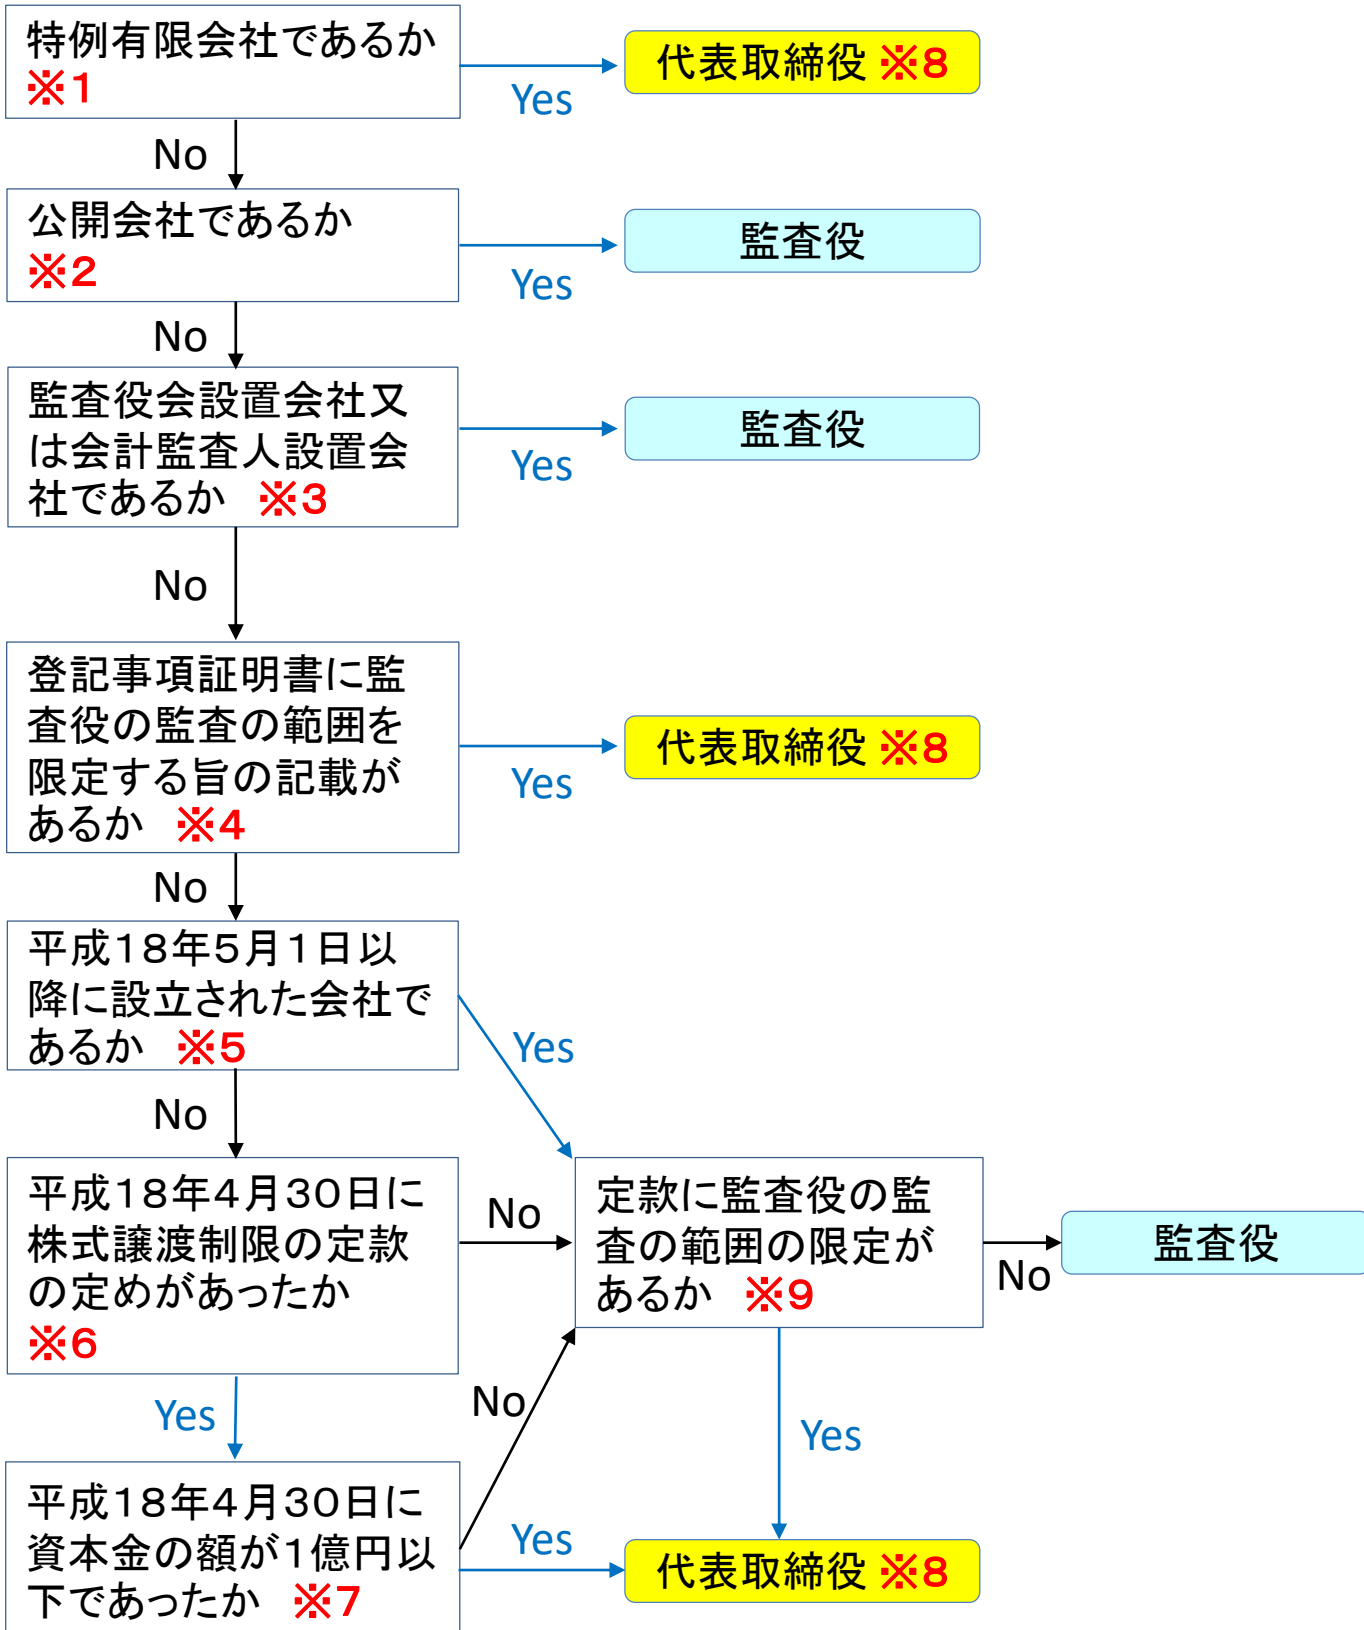 特例有限会社であるか
※1
Yes
代表取締役 ※8
No
公開会社であるか
※2
Yes
監査役
No
監査役会設置会社又
は会計監査人設置会
社であるか ※3
Yes
監査役
No
登記事項証明書に監
査役の監査の範囲を
限定する旨の記載が
あるか ※4
Yes
代表取締役 ※8
No
平成18年5月1日以
降に設立された会社で
あるか ※5
Yes
No
平成18年4月30日に
株式譲渡制限の定款
の定めがあったか
※6
No
定款に監査役の監
査の範囲の限定が
あるか ※9
No
監査役
Yes
No
Yes
平成18年4月30日に
資本金の額が1億円以
下であったか ※7
Yes
代表取締役 ※8